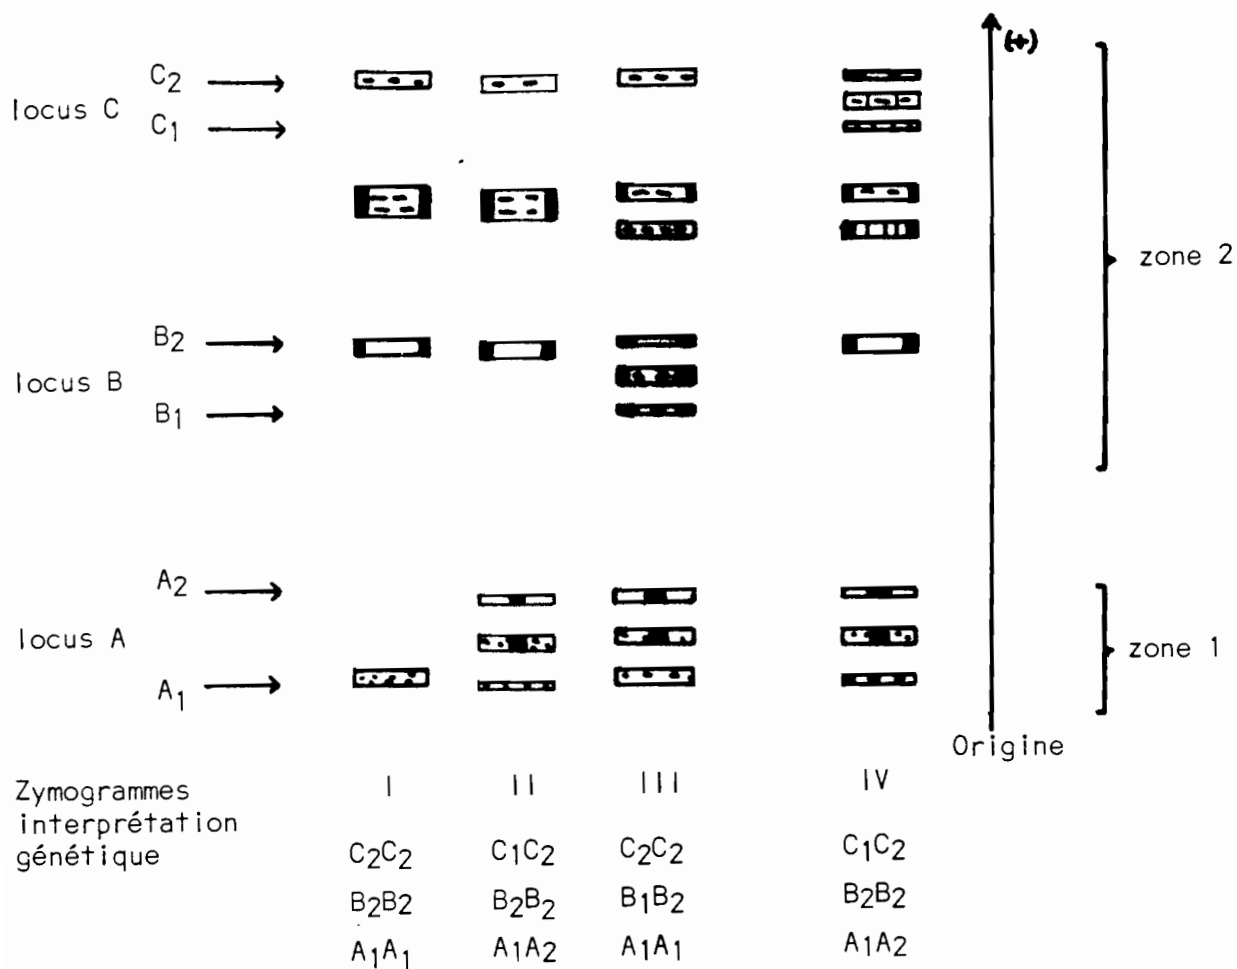 (+)
C2
locus C
C1
B2
zone 2
locus B
B1
A2
locus A
zone 1
A1
Origine
Zymogrammes I II III IV
interprétation
génétique C2C2 C1C2 C2C2 C1C2
B2B2 B2B2 B1B2 B2B2
A1A1 A1A2 A1A1 A1A2